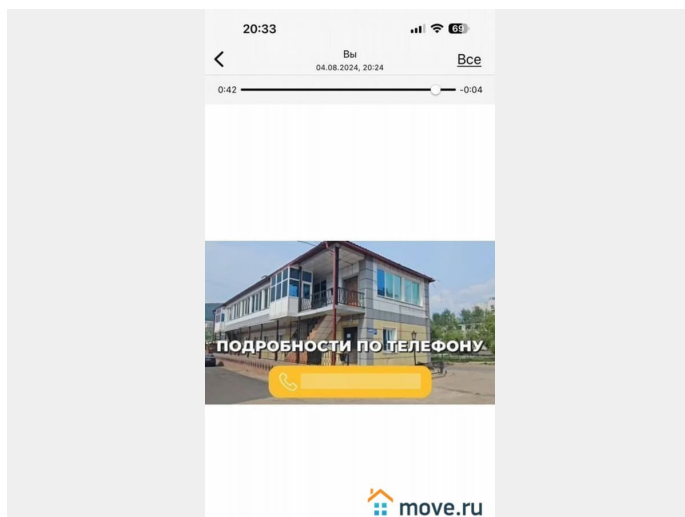 20:33
69
Вы
04.08.2024, 20:24
Все
0:42
-0:04
ПОДРОБНОСТИ ПО ТЕЛЕФОНУ
move.ru